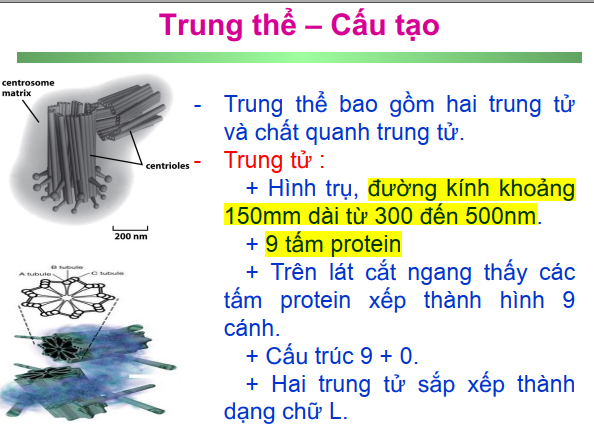 Trung thể – Cấu tạo
centrosome
matrix
centrioles
200 nm
B tubule
A tubule
C tubule
- Trung thể bao gồm hai trung tử
và chất quanh trung tử.
- Trung tử :
+ Hình trụ, đường kính khoảng
150mm dài từ 300 đến 500nm.
+ 9 tấm protein
+ Trên lát cắt ngang thấy các
tấm protein xếp thành hình 9
cánh.
+ Cấu trúc 9 + 0.
+ Hai trung tử sắp xếp thành
dạng chữ L.